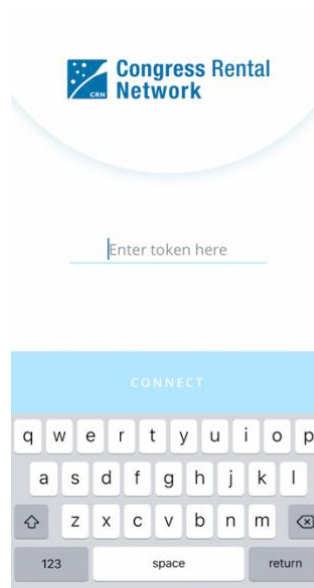 Congress Rental
CRN Network
Enter token here
CONNECT
q w e r t y u i o p
a s d f g h j k l
z x c v b n m
123 space return